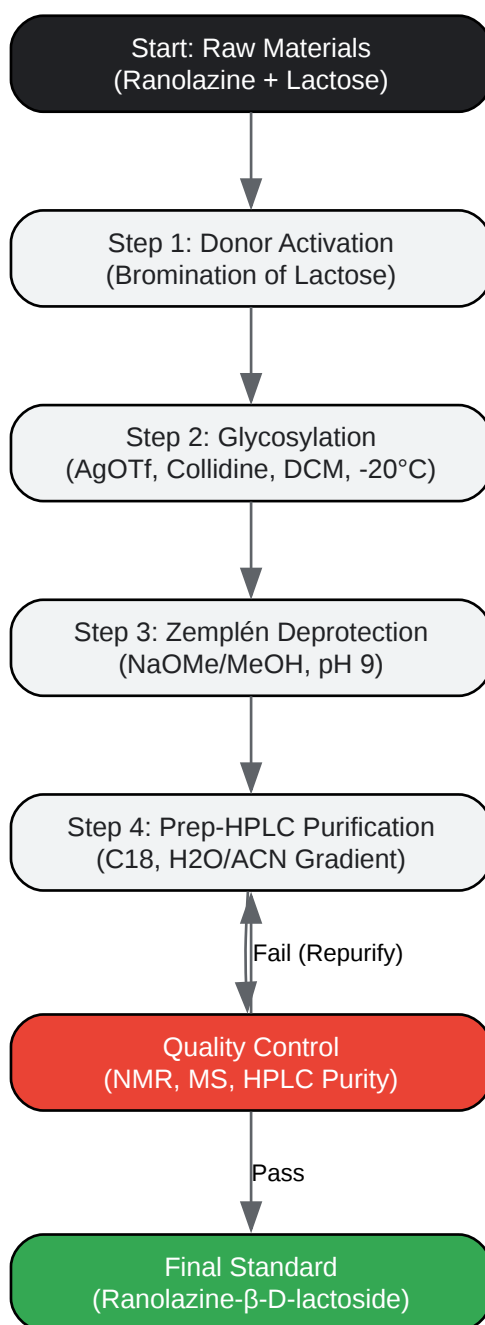 Start: Raw Materials
(Ranolazine + Lactose)
Step 1: Donor Activation
(Bromination of Lactose)
Step 2: Glycosylation
(AgOTf, Collidine, DCM, -20°C)
Step 3: Zemplén Deprotection
(NaOMe/MeOH, pH 9)
Step 4: Prep-HPLC Purification
(C18, H2O/ACN Gradient)
Fail (Repurify)
Quality Control
(NMR, MS, HPLC Purity)
Pass
Final Standard
(Ranolazine-β-D-lactoside)